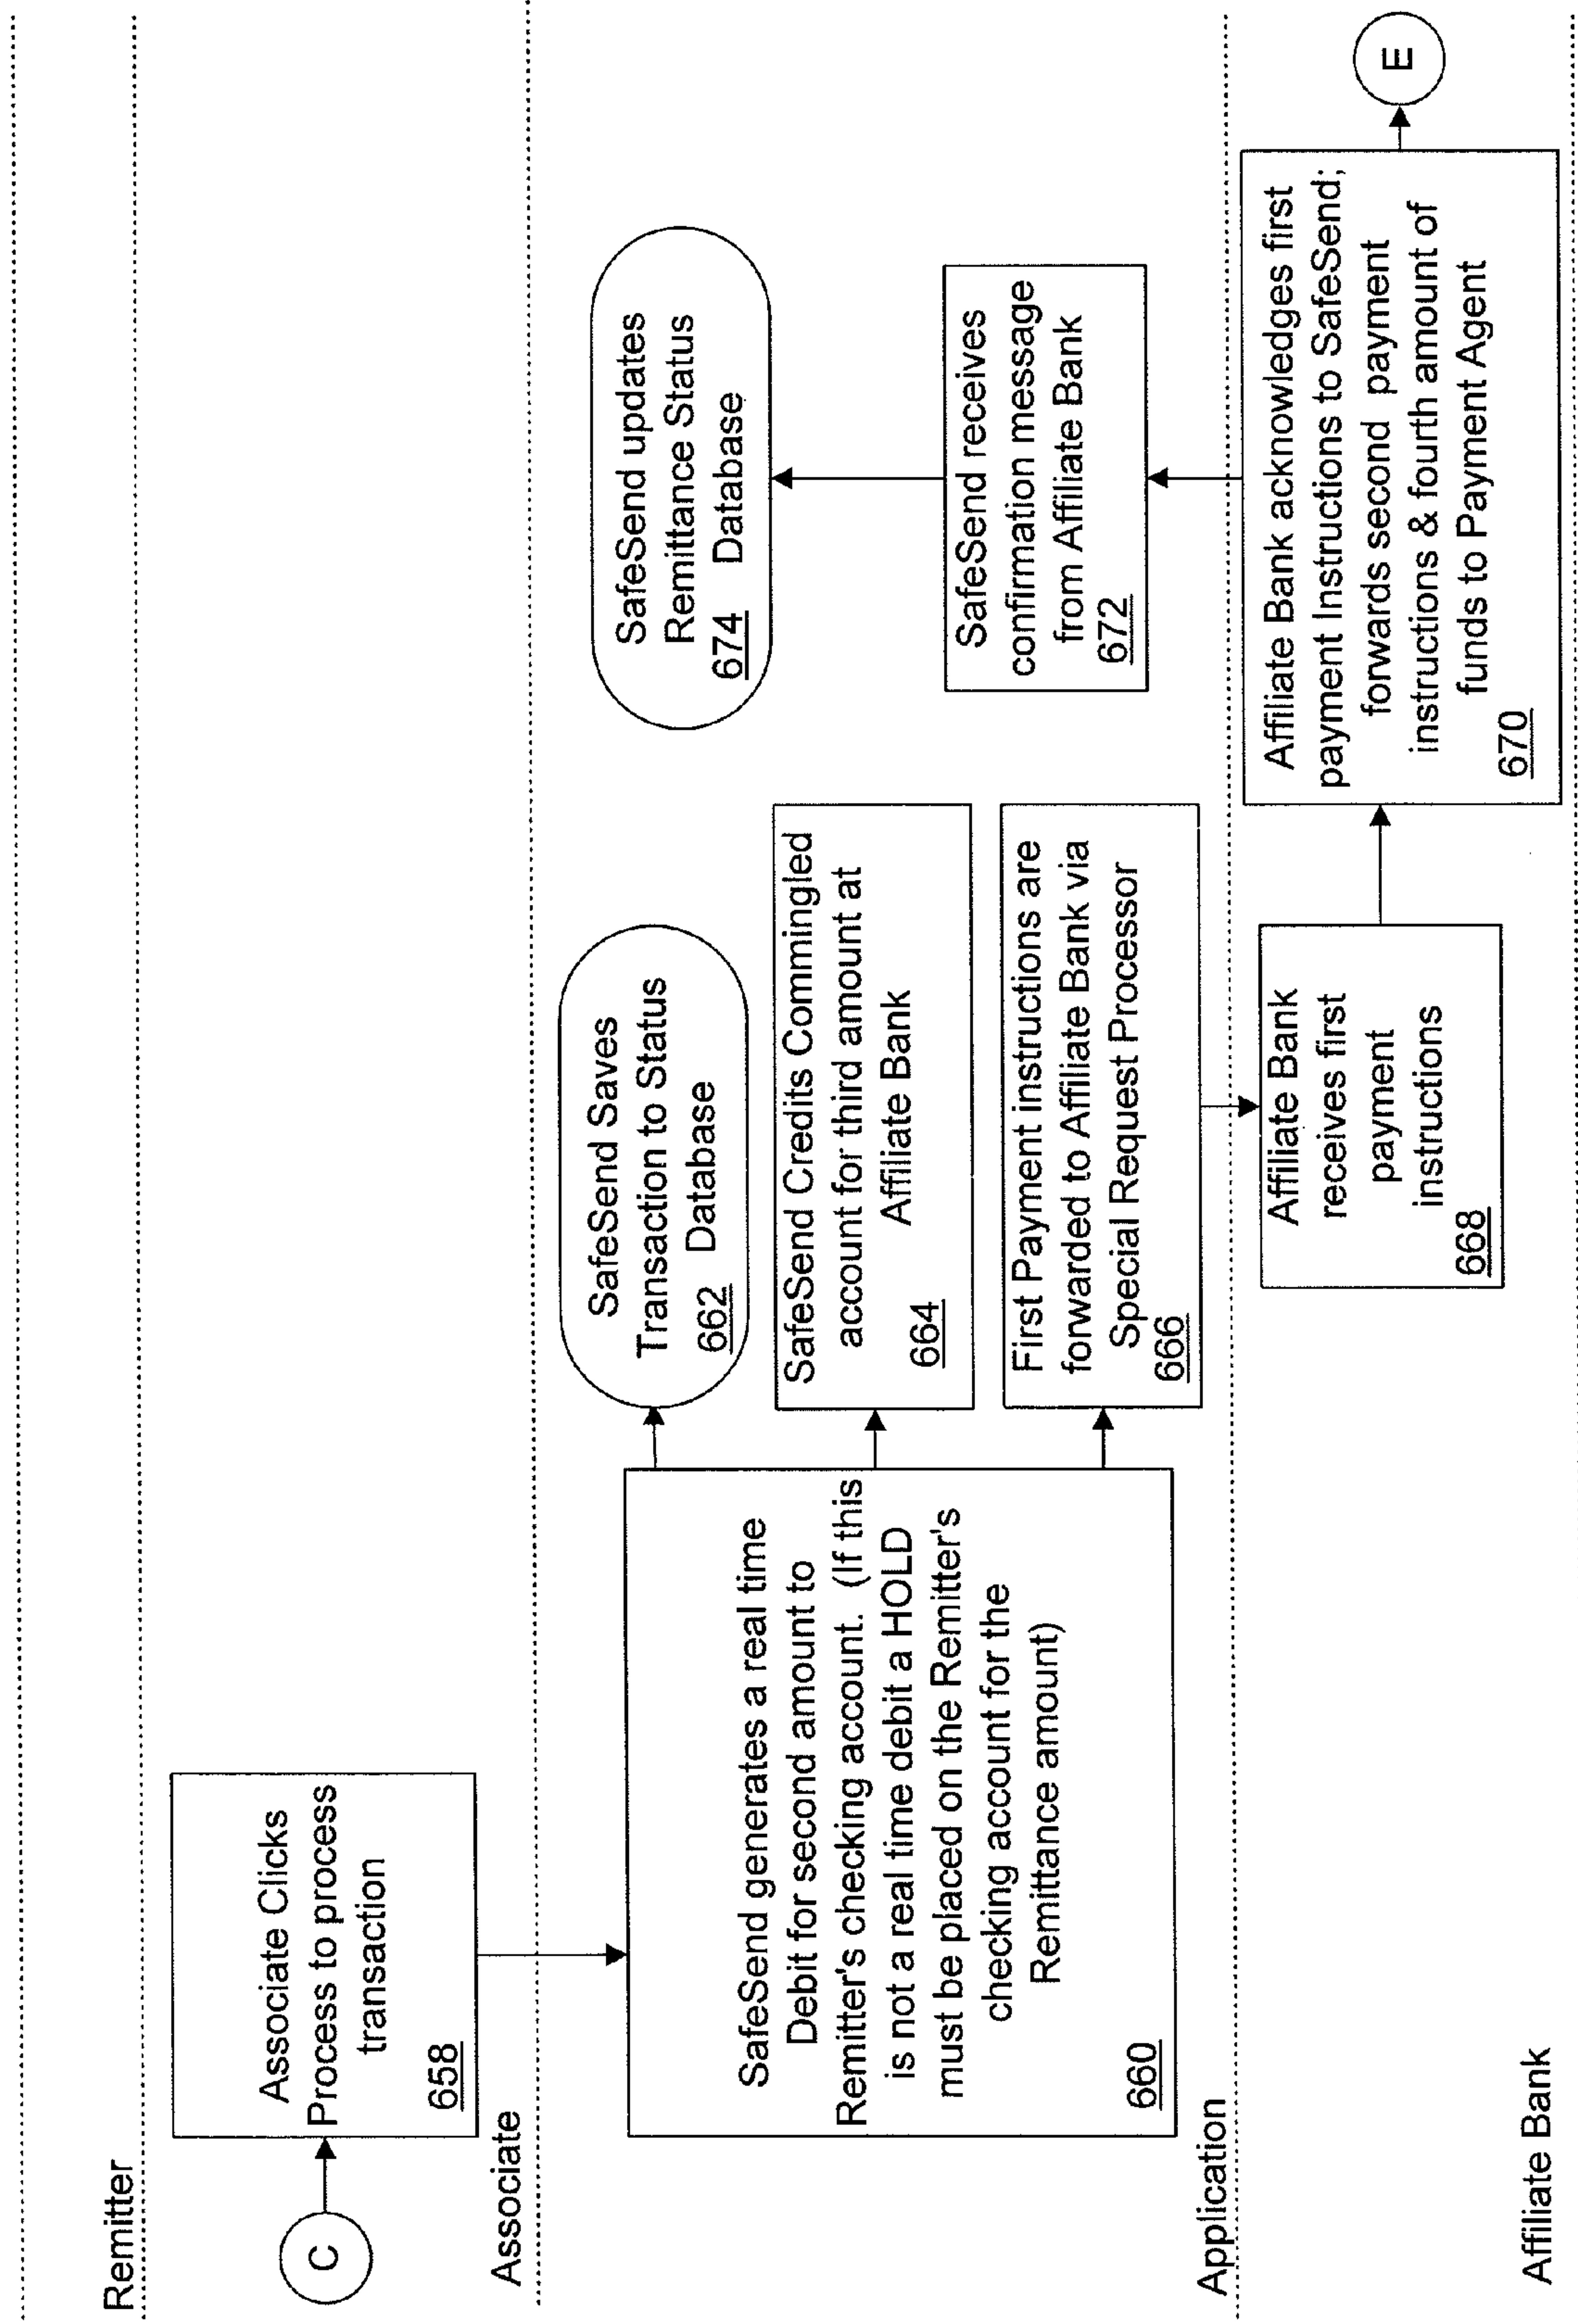 Remitter
C
Associate Clicks
Process to process
transaction
658
Associate
SafeSend generates a real time
Debit for second amount to
Remitter's checking account. (If this
is not a real time debit a HOLD
must be placed on the Remitter's
checking account for the
Remittance amount)
660
SafeSend Saves
Transaction to Status
662 Database
SafeSend Credits Commingled
account for third amount at
Affiliate Bank
664
First Payment instructions are
forwarded to Affiliate Bank via
Special Request Processor
666
SafeSend updates
Remittance Status
674 Database
SafeSend receives
confirmation message
from Affiliate Bank
672
Application
Affiliate Bank
receives first
payment
instructions
668
Affiliate Bank acknowledges first
payment Instructions to SafeSend;
forwards second payment
instructions & fourth amount of
funds to Payment Agent
670
E
Affiliate Bank